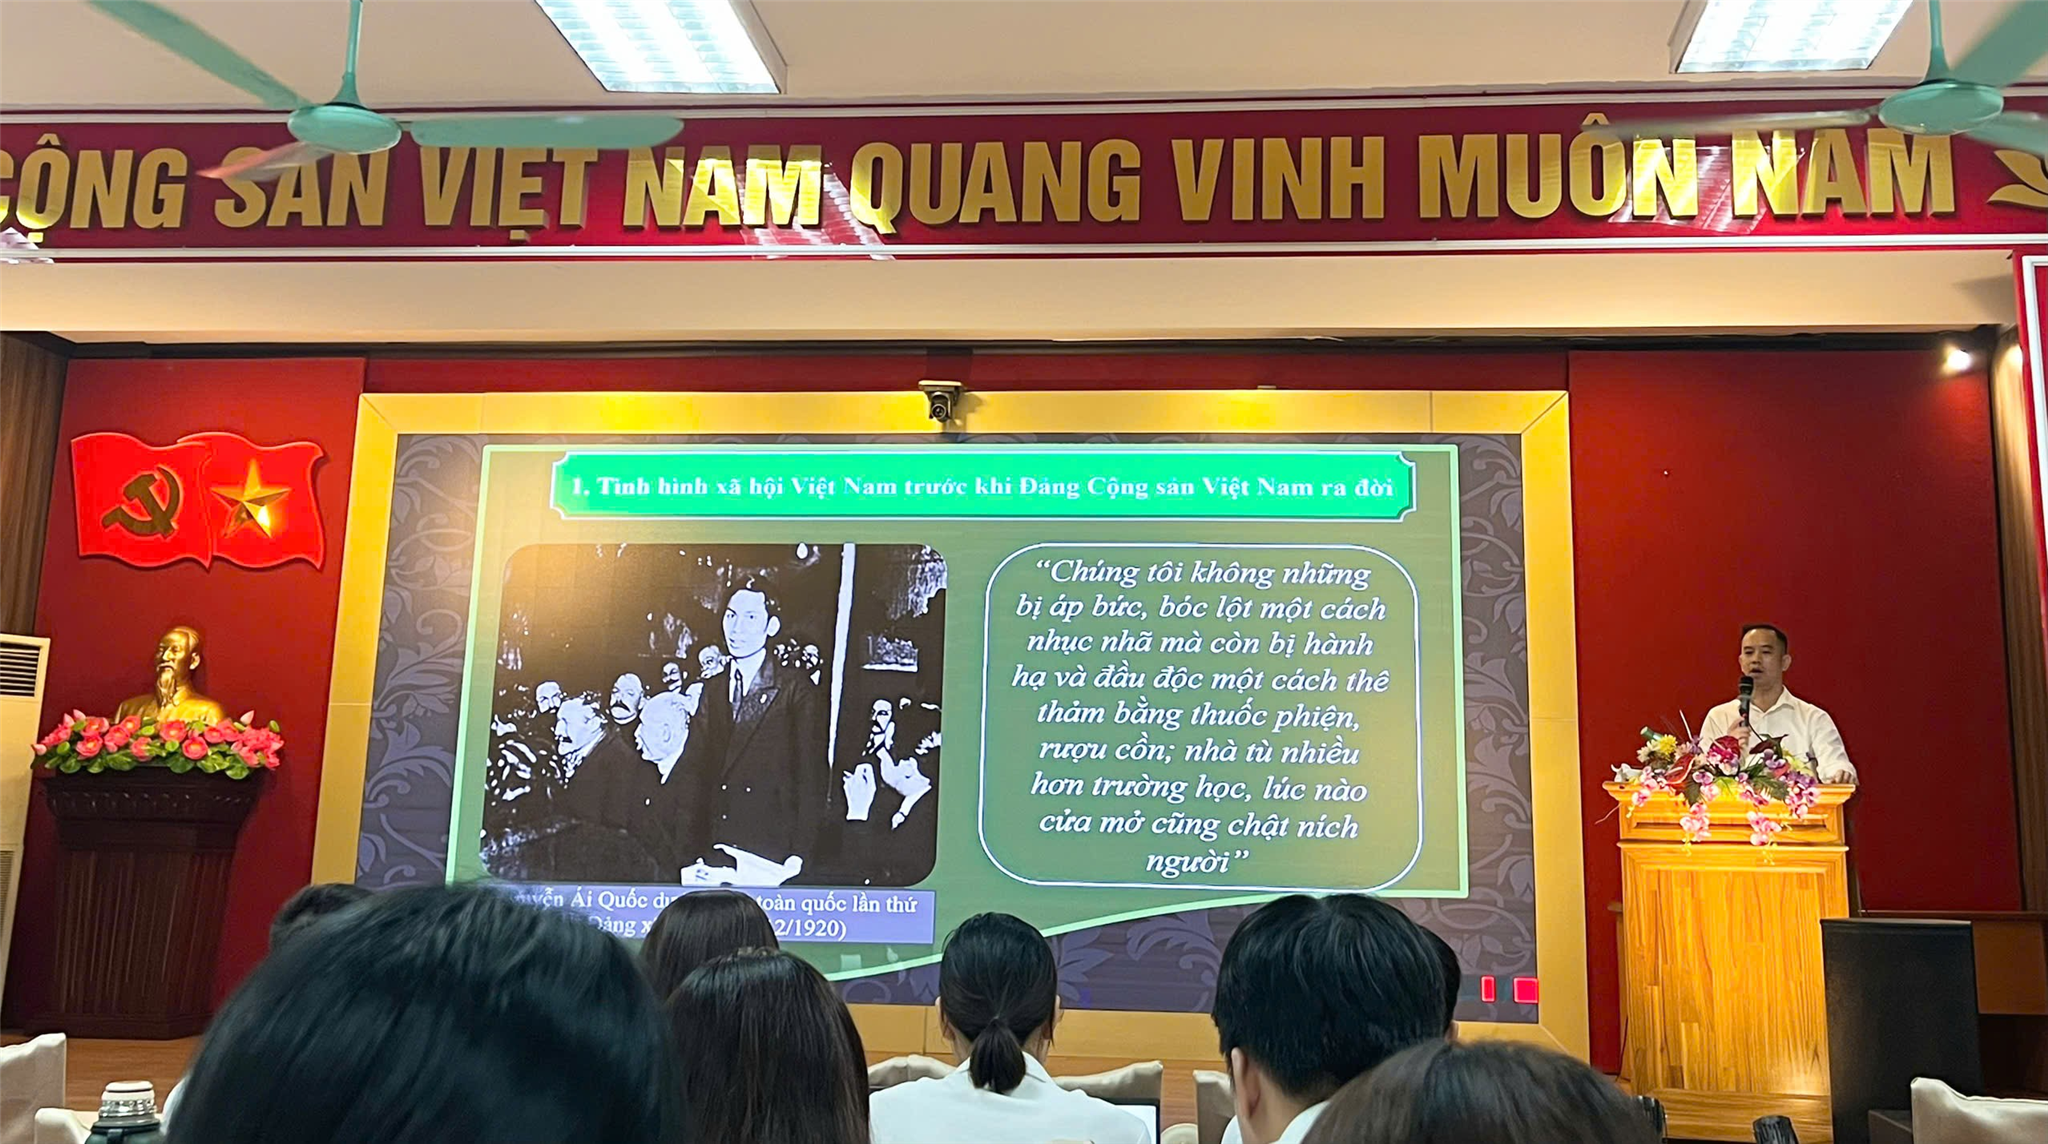 CỘNG SẢN VIỆT NAM QUANG VINH MUÔN NĂM
1. Tình hình xã hội Việt Nam trước khi Đảng Cộng sản Việt Nam ra đời
“Chúng tôi không những
bị áp bức, bóc lột một cách
nhục nhã mà còn bị hành
hạ và đầu độc một cách thê
thảm bằng thuốc phiện,
rượu cồn; nhà tù nhiều
hơn trường học, lúc nào
cửa mở cũng chật ních
người”
Ái Quốc toàn quốc lần thứ
Đảng 2/1920)